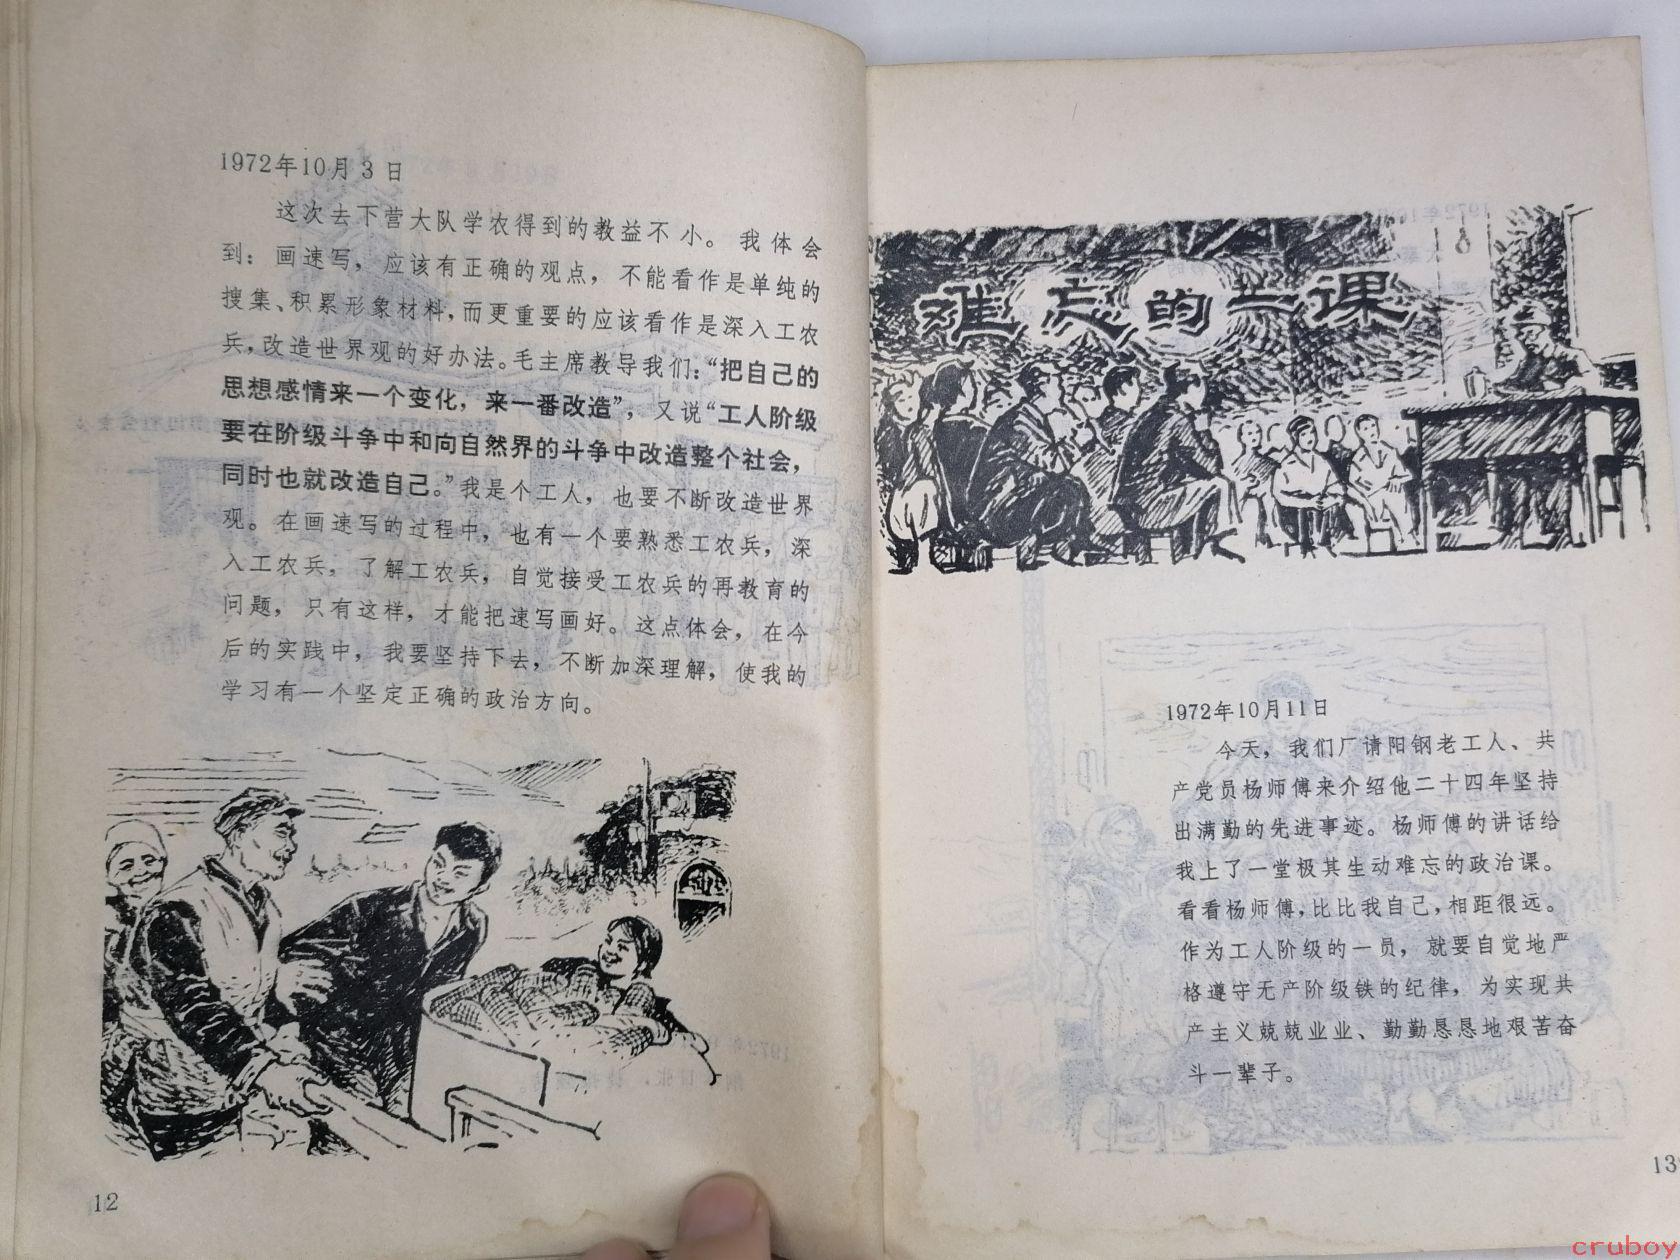 1972年10月3日
这次去下营大队学农得到的教益不小。我体会
到：画速写，应该有正确的观点，不能看作是单纯的
搜集、积累形象材料，而更重要的应该看作是深入工农
兵，改造世界观的好办法。毛主席教导我们：“把自己的
思想感情来一个变化，来一番改造”，又说“工人阶级
要在阶级斗争中和向自然界的斗争中改造整个社会，
同时也就改造自己。”我是个工人，也要不断改造世界
观。在画速写的过程中，也有一个要熟悉工农兵，深
入工农兵，了解工农兵，自觉接受工农兵的再教育的
问题，只有这样，才能把速写画好。这点体会，在今
后的实践中，我要坚持下去，不断加深理解，使我的
学习有一个坚定正确的政治方向。
12
难忘的一课
1972年10月11日
今天，我们厂请阳钢老工人、共
产党员杨师傅来介绍他二十四年坚持
出满勤的先进事迹。杨师傅的讲话给
我上了一堂极其生动难忘的政治课。
看看杨师傅，比比我自己，相距很远。
作为工人阶级的一员，就要自觉地严
格遵守无产阶级铁的纪律，为实现共
产主义兢兢业业、勤勤恳恳地艰苦奋
斗一辈子。
13
cruboy